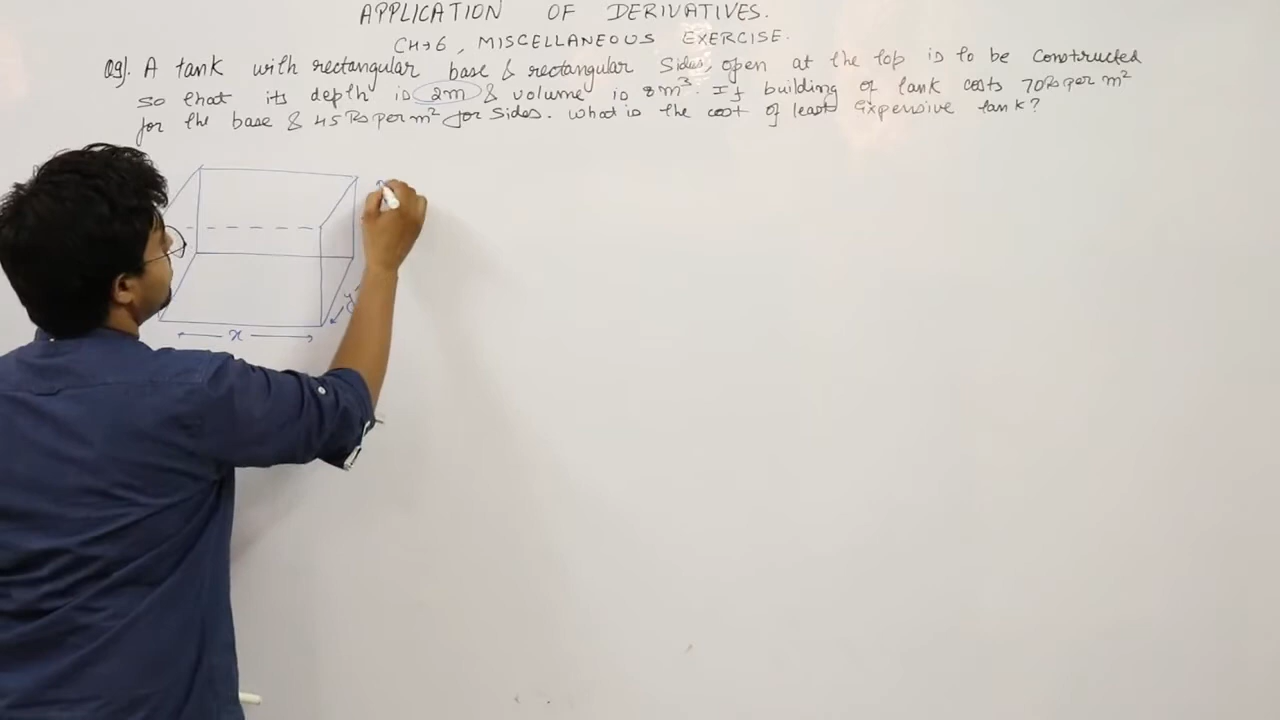 APPLICATION OF DERIVATIVES.
CH→6, MISCELLANEOUS EXERCISE.
Q9). A tank with rectangular base & rectangular sides, open at the top is to be constructed
so that its depth is 2m & volume is 8m³. If building of tank costs 70Rs per m²
for the base & 45 Rs per m² for sides. what is the cost of least expensive tank?
x
y